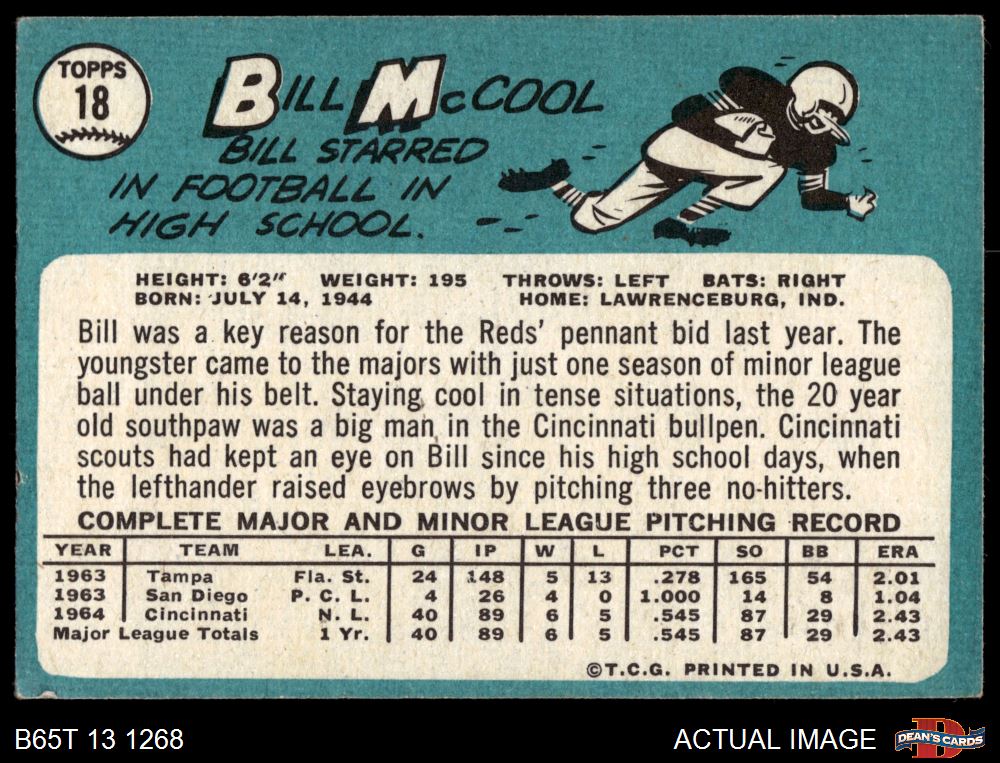 TOPPS
18
BILL McCOOL
BILL STARRED
IN FOOTBALL IN
HIGH SCHOOL.
HEIGHT: 6'2" WEIGHT: 195 THROWS: LEFT BATS: RIGHT
BORN: JULY 14, 1944 HOME: LAWRENCEBURG, IND.
Bill was a key reason for the Reds' pennant bid last year. The
youngster came to the majors with just one season of minor league
ball under his belt. Staying cool in tense situations, the 20 year
old southpaw was a big man in the Cincinnati bullpen. Cincinnati
scouts had kept an eye on Bill since his high school days, when
the lefthander raised eyebrows by pitching three no-hitters.
COMPLETE MAJOR AND MINOR LEAGUE PITCHING RECORD
YEAR TEAM LEA. G IP W L PCT SO BB ERA
1963 Tampa Fla. St. 24 148 5 13 .278 165 54 2.01
1963 San Diego P. C. L. 4 26 4 0 1.000 14 8 1.04
1964 Cincinnati N. L. 40 89 6 5 .545 87 29 2.43
Major League Totals 1 Yr. 40 89 6 5 .545 87 29 2.43
©T.C.G. PRINTED IN U.S.A.
B65T 13 1268 ACTUAL IMAGE DEAN'S CARDS